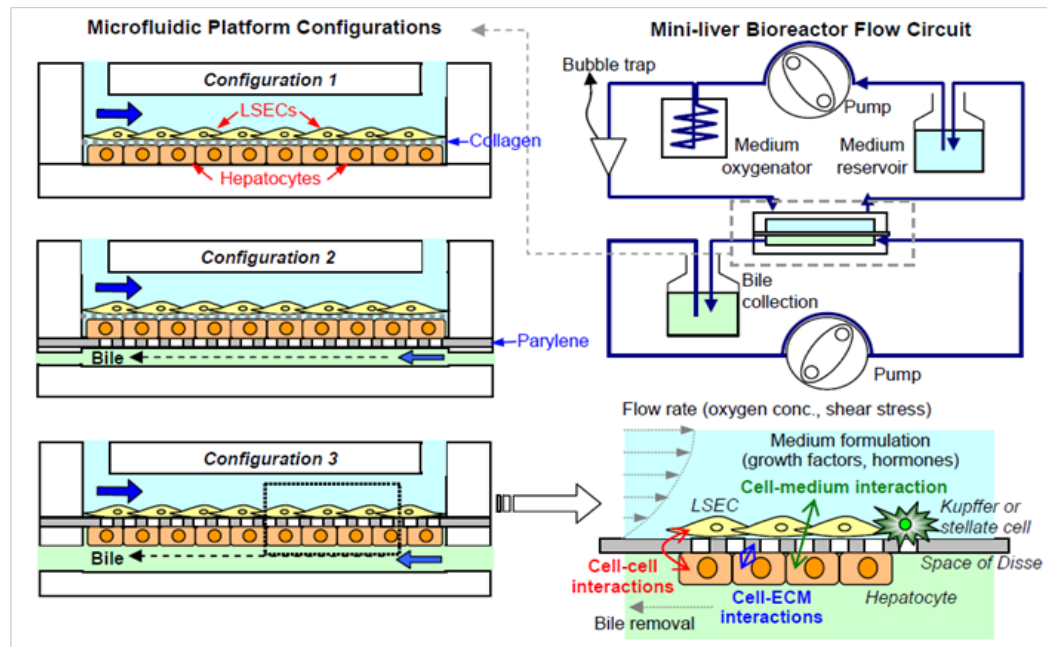 Microfluidic Platform Configurations
Configuration 1
LSECs
Collagen
Hepatocytes
Configuration 2
Parylene
Bile
Configuration 3
Bile
Mini-liver Bioreactor Flow Circuit
Bubble trap
Pump
Medium
oxygenator
Medium
reservoir
Bile
collection
Pump
Flow rate (oxygen conc., shear stress)
Medium formulation
(growth factors, hormones)
Cell-medium interaction
LSEC
Kupffer or
stellate cell
Space of Disse
Cell-cell
interactions
Cell-ECM
interactions
Hepatocyte
Bile removal